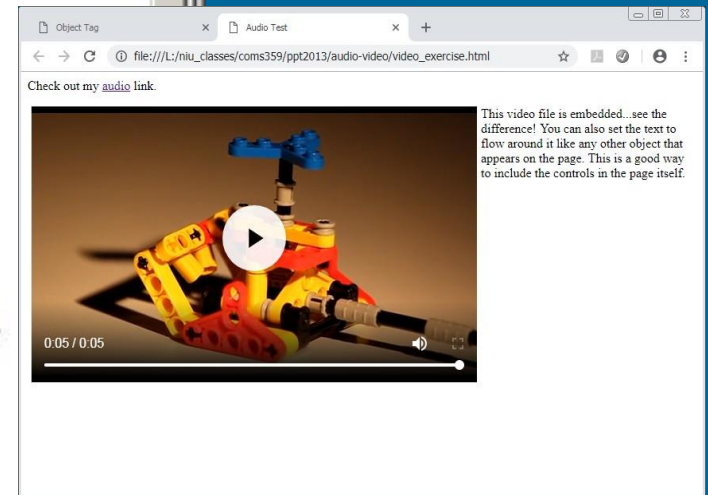 Object Tag
Audio Test
file:///L:/niu_classes/coms359/ppt2013/audio-video/video_exercise.html
Check out my audio link.
This video file is embedded...see the
difference! You can also set the text to
flow around it like any other object that
appears on the page. This is a good way
to include the controls in the page itself.
0:05 / 0:05